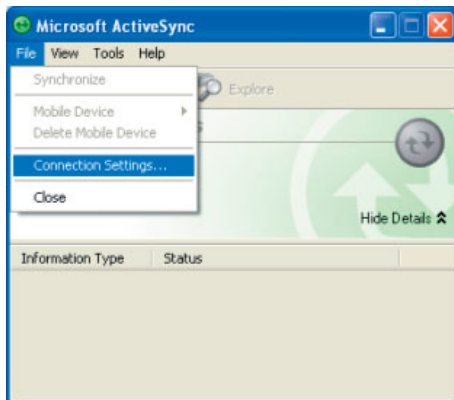 Microsoft ActiveSync
File View Tools Help
Synchronize
Explore
Mobile Device
Delete Mobile Device
Connection Settings...
Close
Hide Details
Information Type Status